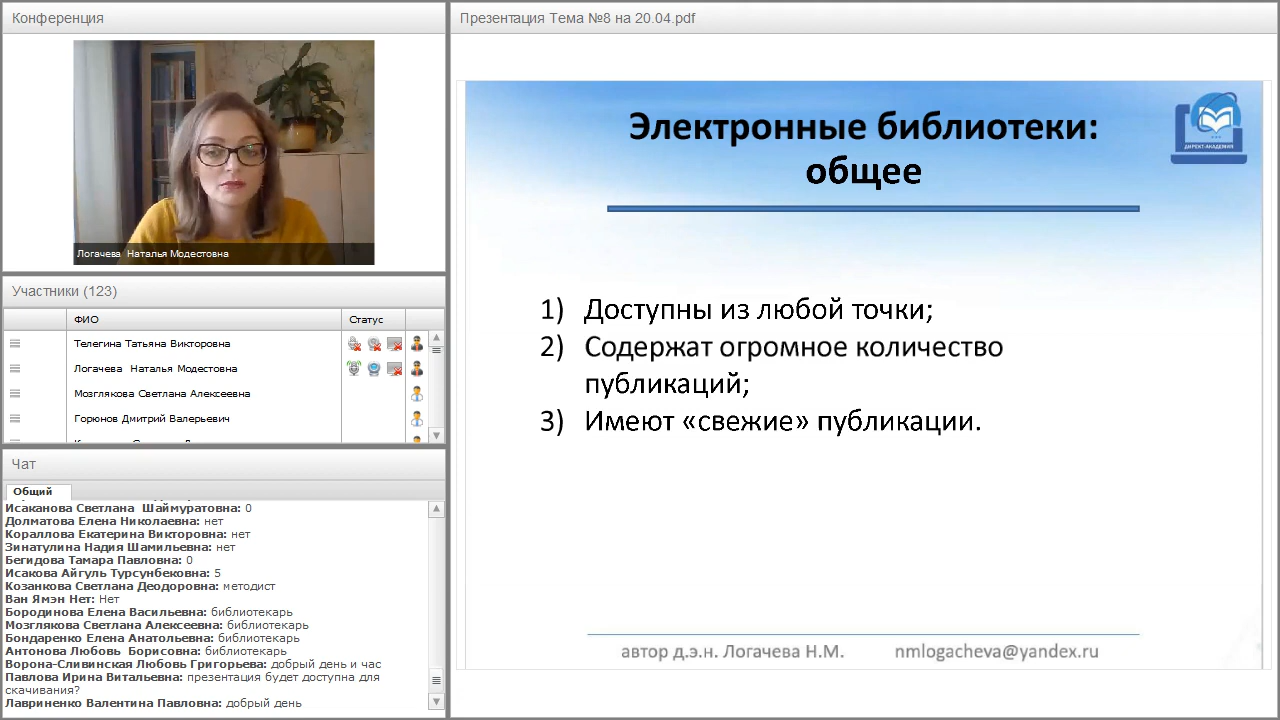 Конференция
Логачева  Наталья Модестовна
Участники (123)
ФИО
Статус
Телегина Татьяна Викторовна
Логачева  Наталья Модестовна
Мозглякова Светлана Алексеевна
Горюнов Дмитрий Валерьевич
Чат
Общий
Исаканова Светлана  Шаймуратовна: 0
Долматова Елена Николаевна: нет
Кораллова Екатерина Викторовна: нет
Зинатулина Надия Шамильевна: нет
Бегидова Тамара Павловна: 0
Исакова Айгуль Турсунбековна: 5
Козанкова Светлана Деодоровна: методист
Ван Ямэн Нет: Нет
Бородинова Елена Васильевна: библиотекарь
Мозглякова Светлана Алексеевна: библиотекарь
Бондаренко Елена Анатольевна: библиотекарь
Антонова Любовь  Борисовна: библиотекарь
Ворона-Сливинская Любовь Григорьева: добрый день и час
Павлова Ирина Витальевна: презентация будет доступна для
скачивания?
Лавриненко Валентина Павловна: добрый день
Презентация Тема №8 на 20.04.pdf
Электронные библиотеки:
общее
ДИРЕКТ-АКАДЕМИЯ
1) Доступны из любой точки;
2) Содержат огромное количество
публикаций;
3) Имеют «свежие» публикации.
автор д.э.н. Логачева Н.М. nmlogacheva@yandex.ru